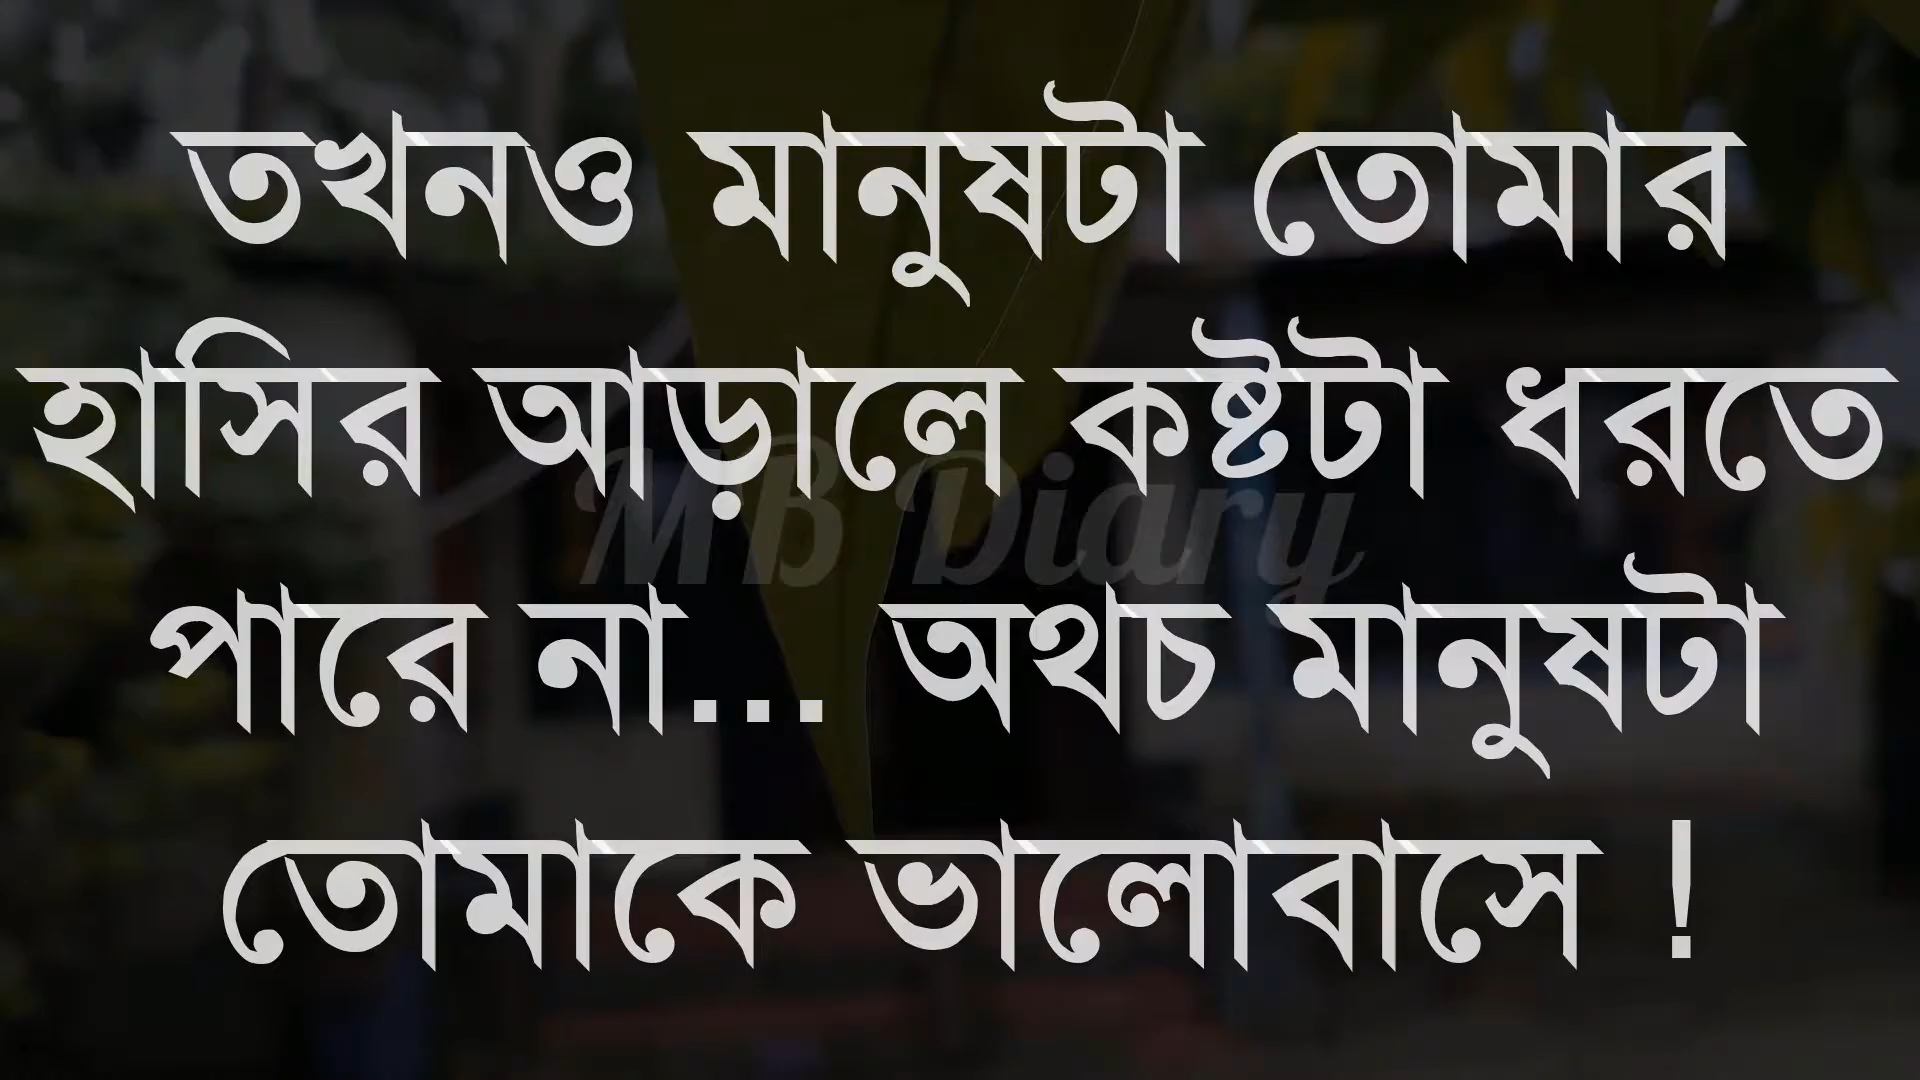 তখনও মানুষটা তোমার
হাসির আড়ালে কষ্টটা ধরতে
পারে না... অথচ মানুষটা
তোমাকে ভালোবাসে !
MB Diary